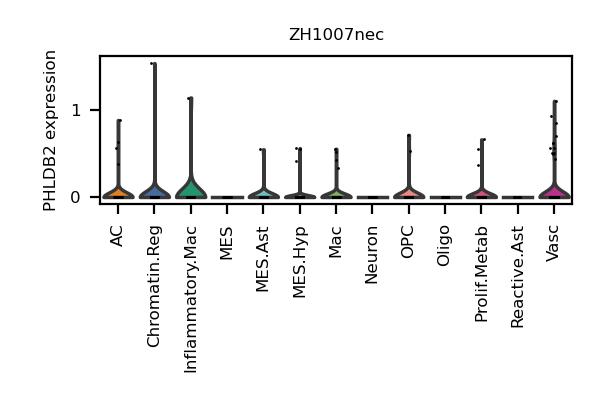 ZH1007nec
PHLDB2 expression
1
0
AC
Chromatin.Reg
Inflammatory.Mac
MES
MES.Ast
MES.Hyp
Mac
Neuron
OPC
Oligo
Prolif.Metab
Reactive.Ast
Vasc